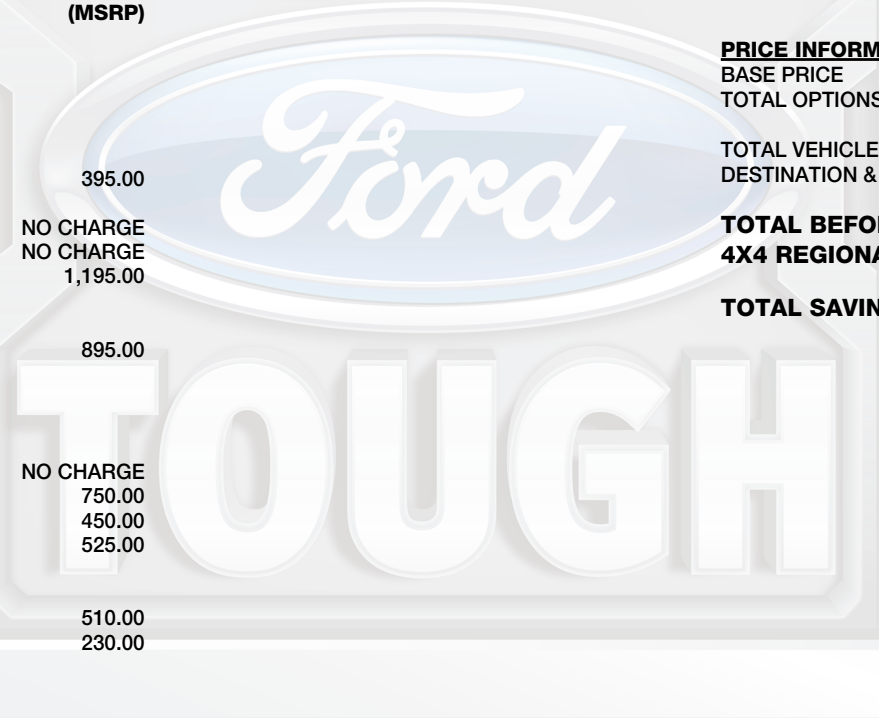 (MSRP)
395.00
NO CHARGE
NO CHARGE
1,195.00
895.00
NO CHARGE
750.00
450.00
525.00
510.00
230.00
PRICE INFORM
BASE PRICE
TOTAL OPTIONS
TOTAL VEHICLE
DESTINATION &
TOTAL BEFO
4X4 REGIONA
TOTAL SAVIN
Ford
TOUGH